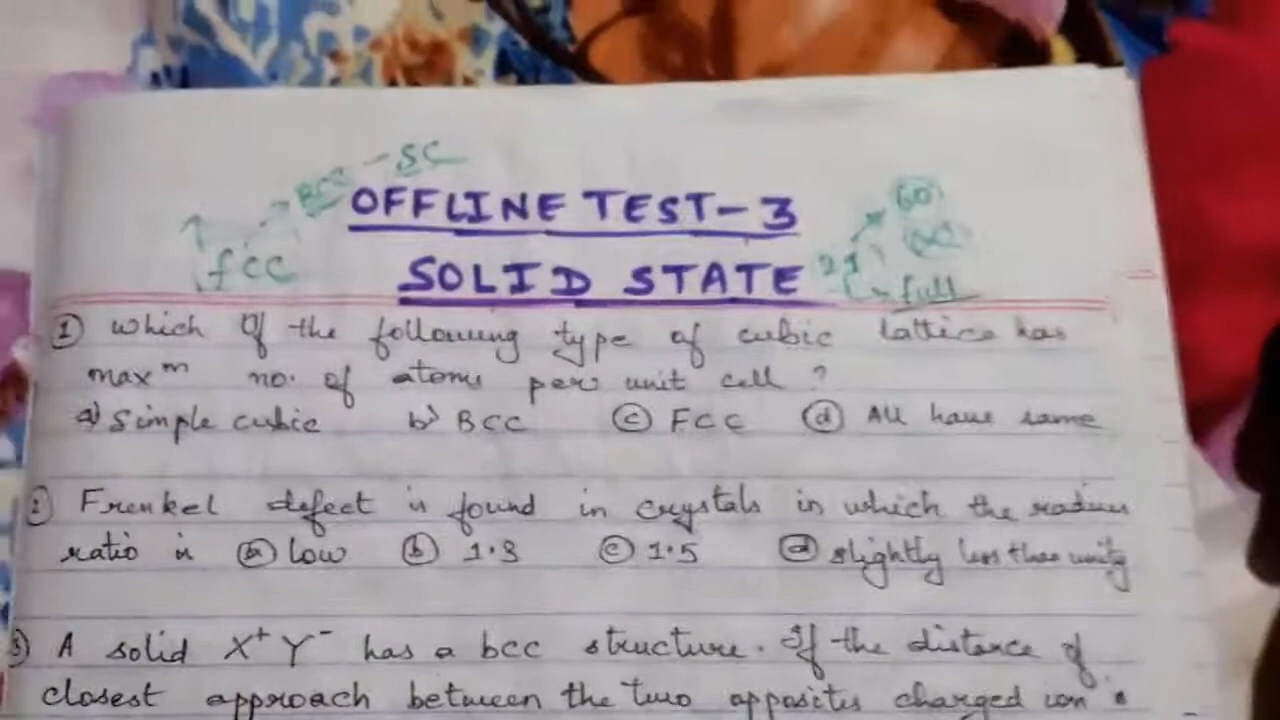 BCC - SC
OFFLINE TEST-3
fCC
SOLID STATE
full
① which of the following type of cubic lattice has
maxᵐ no. of atoms per unit cell ?
a) Simple cubic b) BCC ⓒ FCC ⓓ All have same
② Frenkel defect is found in crystals in which the radius
ratio is ⓐ low ⓑ 1.3 ⓒ 1.5 ⓓ slightly less than unity
③ A solid X⁺Y⁻ has a bcc structure. If the distance of
closest approach between the two opposites charged ion